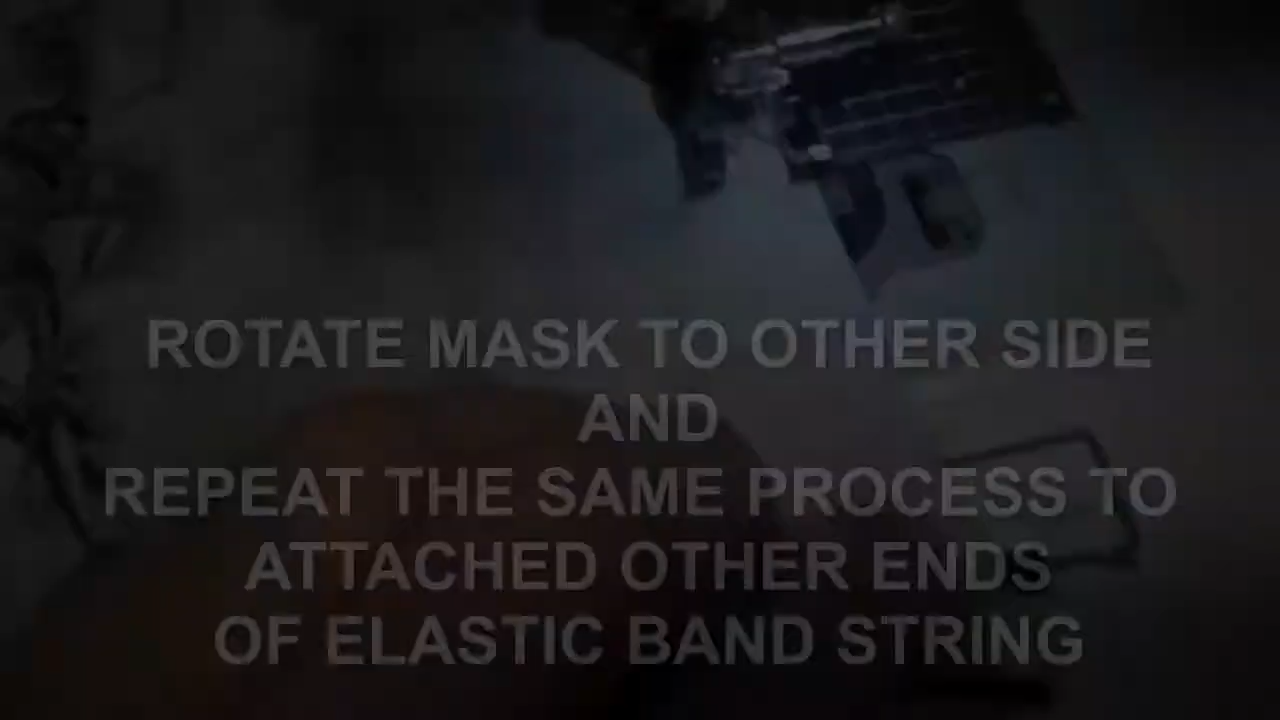 ROTATE MASK TO OTHER SIDE
AND
REPEAT THE SAME PROCESS TO
ATTACHED OTHER ENDS
OF ELASTIC BAND STRING